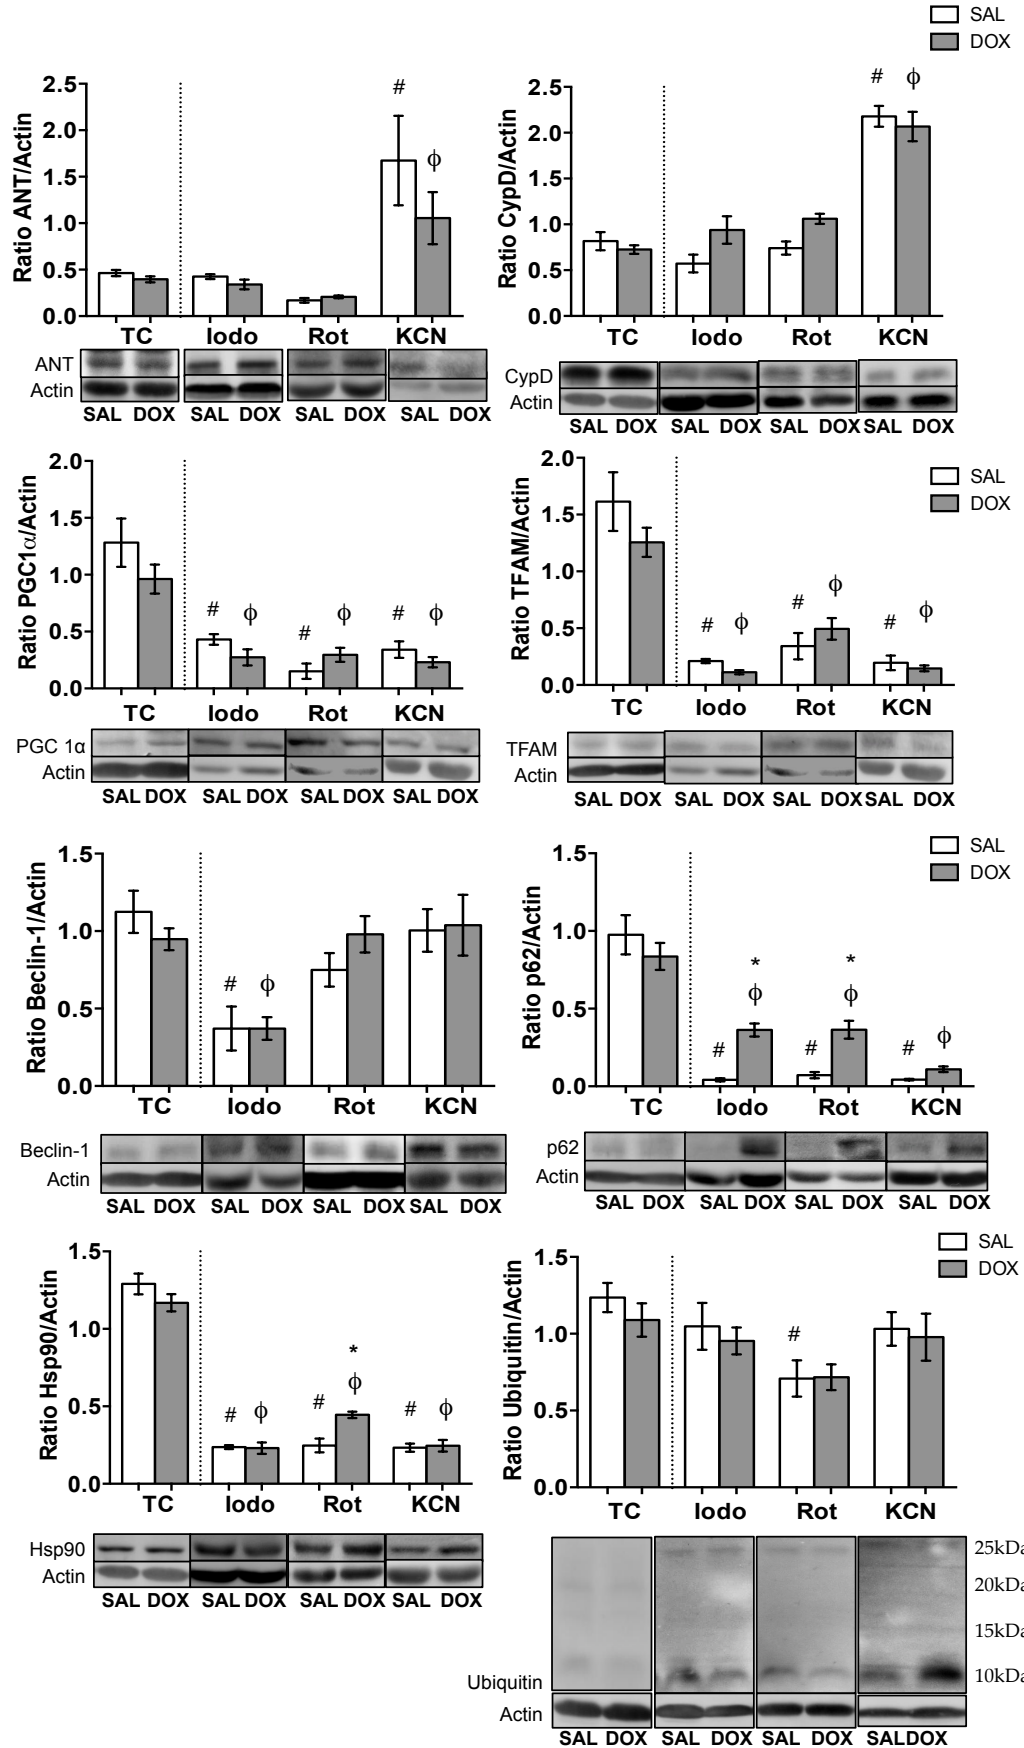 SAL
DOX
2.5
2.0
1.5
1.0
0.5
0.0
Ratio ANT/Actin
#
ϕ
TC Iodo Rot KCN
ANT
Actin
SAL DOX SAL DOX SAL DOX SAL DOX
2.5
2.0
1.5
1.0
0.5
0.0
Ratio CypD/Actin
# ϕ
TC Iodo Rot KCN
CypD
Actin
SAL DOX SAL DOX SAL DOX SAL DOX
2.0
1.5
1.0
0.5
0.0
Ratio PGC1α/Actin
# ϕ # ϕ # ϕ
TC Iodo Rot KCN
PGC 1α
Actin
SAL DOX SAL DOX SAL DOX SAL DOX
SAL
DOX
2.0
1.5
1.0
0.5
0.0
Ratio TFAM/Actin
# ϕ # ϕ # ϕ
TC Iodo Rot KCN
TFAM
Actin
SAL DOX SAL DOX SAL DOX SAL DOX
1.5
1.0
0.5
0.0
Ratio Beclin-1/Actin
# ϕ
TC Iodo Rot KCN
Beclin-1
Actin
SAL DOX SAL DOX SAL DOX SAL DOX
SAL
DOX
1.5
1.0
0.5
0.0
Ratio p62/Actin
* *
# ϕ # ϕ # ϕ
TC Iodo Rot KCN
p62
Actin
SAL DOX SAL DOX SAL DOX SAL DOX
1.5
1.0
0.5
0.0
Ratio Hsp90/Actin
*
# ϕ # ϕ # ϕ
TC Iodo Rot KCN
Hsp90
Actin
SAL DOX SAL DOX SAL DOX SAL DOX
SAL
DOX
1.5
1.0
0.5
0.0
Ratio Ubiquitin/Actin
#
TC Iodo Rot KCN
25kDa
20kDa
15kDa
10kDa
Ubiquitin
Actin
SAL DOX SAL DOX SAL DOX SALDOX